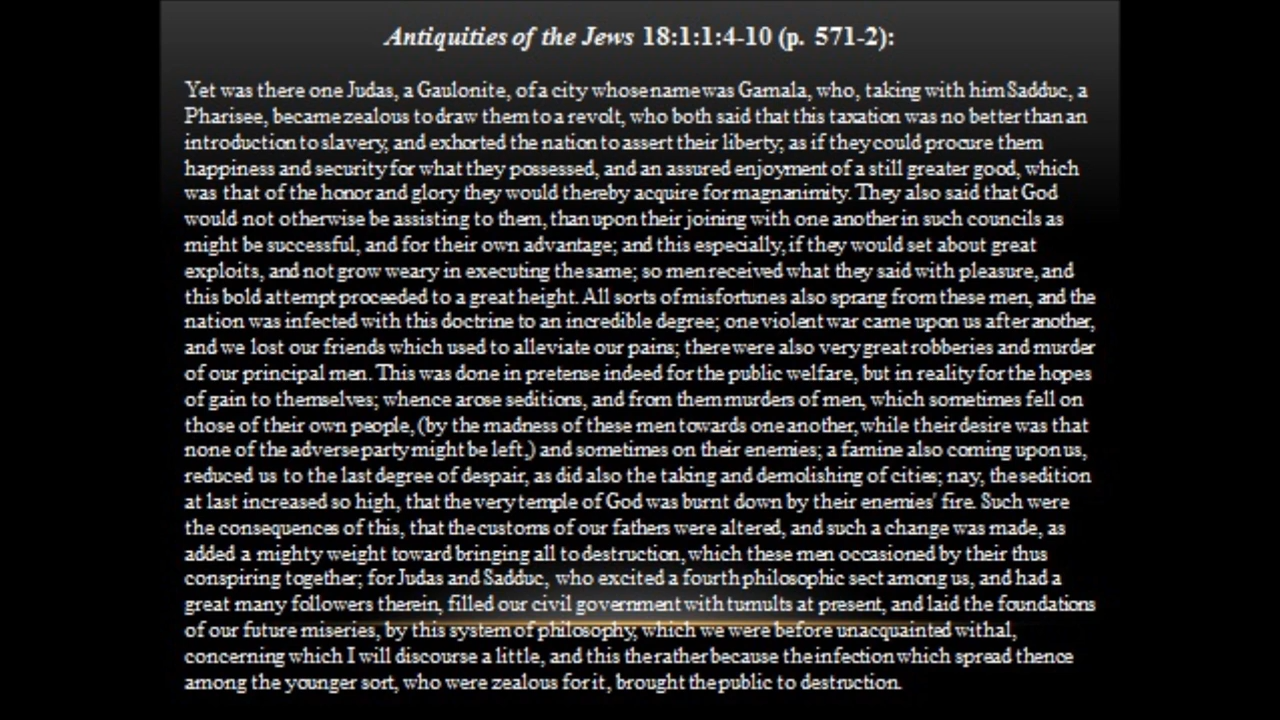 Antiquities of the Jews 18:1:1:4-10 (p. 571-2):
Yet was there one Judas, a Gaulonite, of a city whose name was Gamala, who, taking with him Sadduc, a
Pharisee, became zealous to draw them to a revolt, who both said that this taxation was no better than an
introduction to slavery, and exhorted the nation to assert their liberty; as if they could procure them
happiness and security for what they possessed, and an assured enjoyment of a still greater good, which
was that of the honor and glory they would thereby acquire for magnanimity. They also said that God
would not otherwise be assisting to them, than upon their joining with one another in such councils as
might be successful, and for their own advantage; and this especially, if they would set about great
exploits, and not grow weary in executing the same; so men received what they said with pleasure, and
this bold attempt proceeded to a great height. All sorts of misfortunes also sprang from these men, and the
nation was infected with this doctrine to an incredible degree; one violent war came upon us after another,
and we lost our friends which used to alleviate our pains; there were also very great robberies and murder
of our principal men. This was done in pretense indeed for the public welfare, but in reality for the hopes
of gain to themselves; whence arose seditions, and from them murders of men, which sometimes fell on
those of their own people, (by the madness of these men towards one another, while their desire was that
none of the adverse party might be left,) and sometimes on their enemies; a famine also coming upon us,
reduced us to the last degree of despair, as did also the taking and demolishing of cities; nay, the sedition
at last increased so high, that the very temple of God was burnt down by their enemies' fire. Such were
the consequences of this, that the customs of our fathers were altered, and such a change was made, as
added a mighty weight toward bringing all to destruction, which these men occasioned by their thus
conspiring together; for Judas and Sadduc, who excited a fourth philosophic sect among us, and had a
great many followers therein, filled our civil government with tumults at present, and laid the foundations
of our future miseries, by this system of philosophy, which we were before unacquainted withal,
concerning which I will discourse a little, and this the rather because the infection which spread thence
among the younger sort, who were zealous for it, brought the public to destruction.